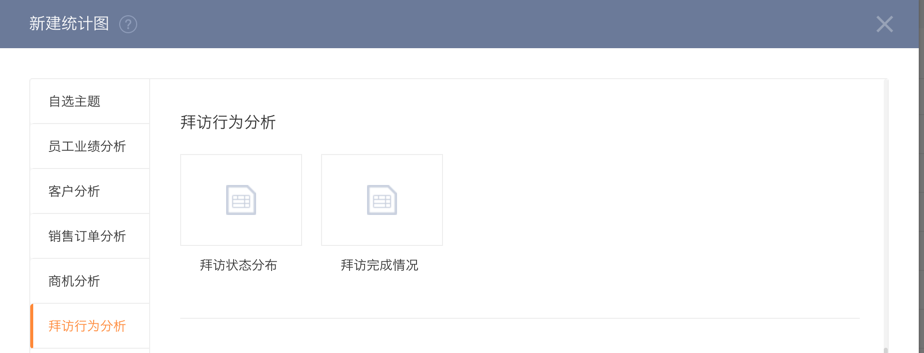 新建统计图 ?
自选主题
员工业绩分析
客户分析
销售订单分析
商机分析
拜访行为分析
拜访行为分析
拜访状态分布
拜访完成情况